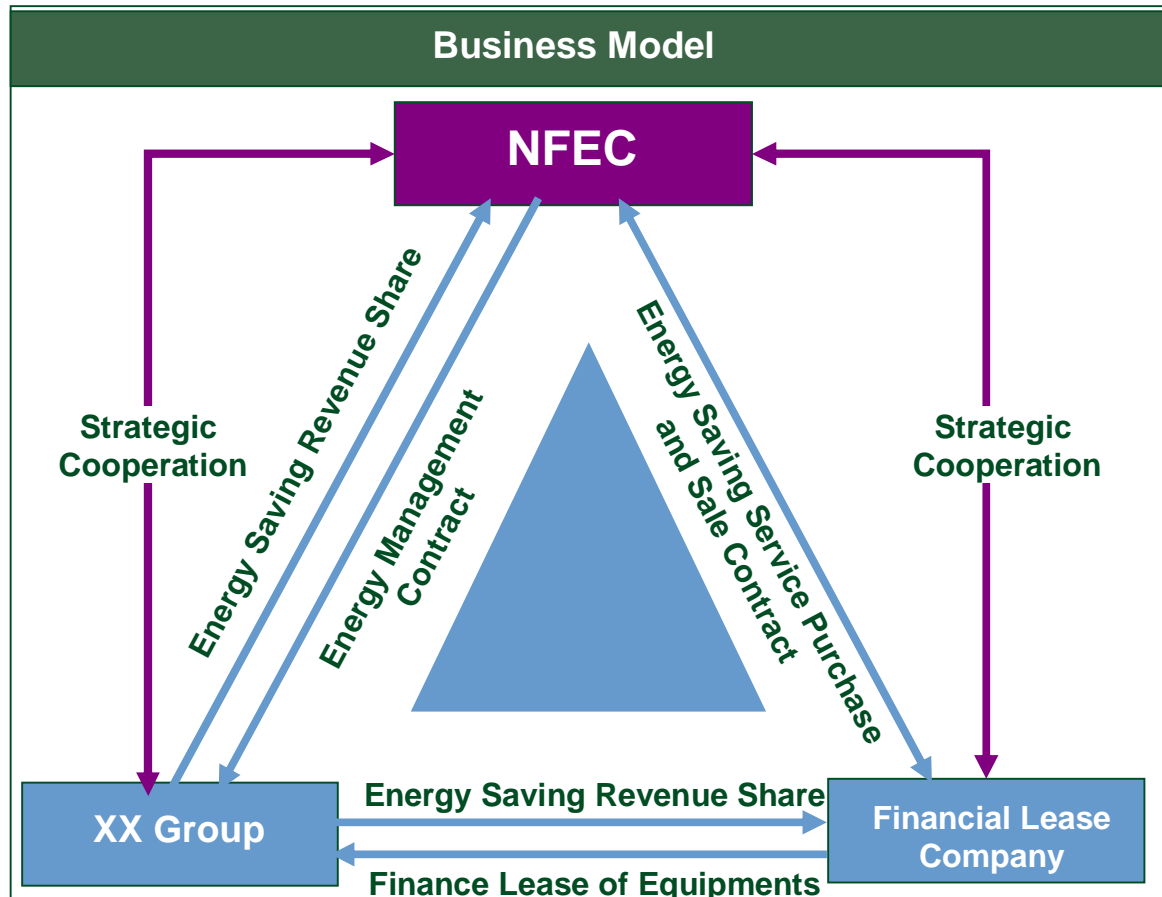 Business Model
NFEC
Energy Saving Revenue Share
Energy Management
Contract
Energy Saving Service Purchase
and Sale Contract
Strategic
Cooperation
Strategic
Cooperation
Energy Saving Revenue Share
XX Group
Financial Lease
Company
Finance Lease of Equipments